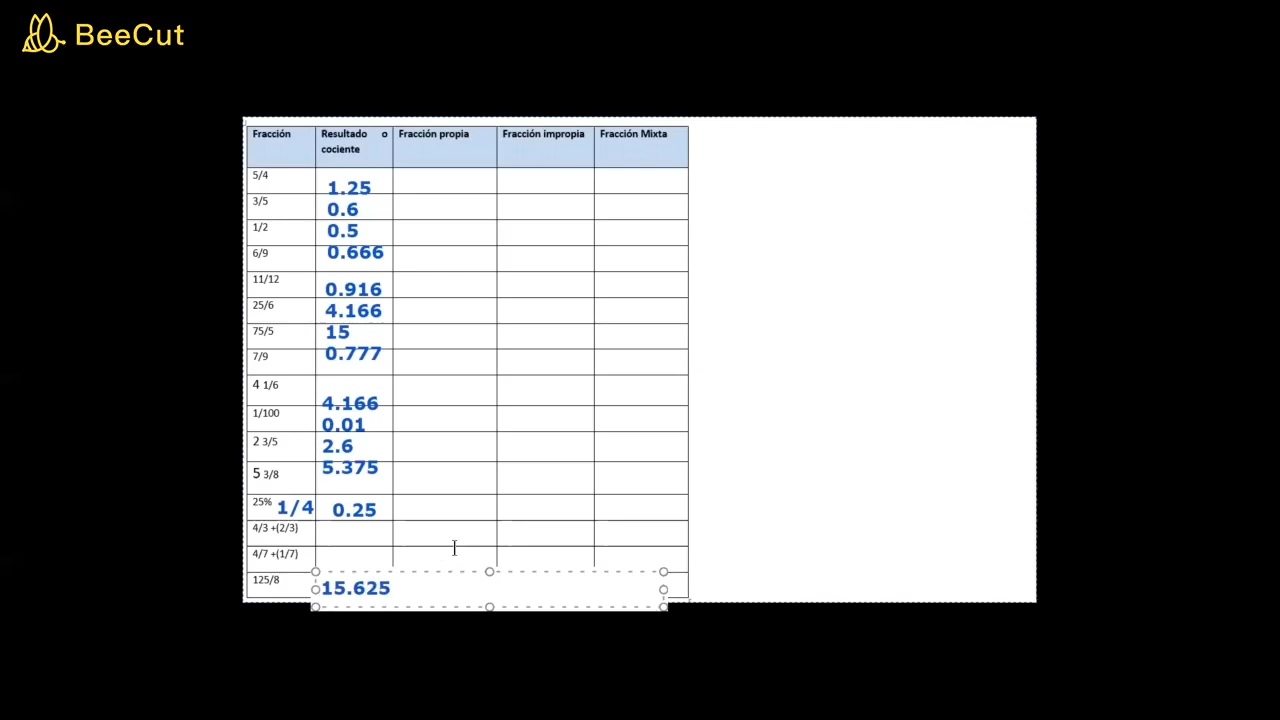 BeeCut
Fracción Resultado o cociente Fracción propia Fracción impropia Fracción Mixta
5/4 1.25
3/5 0.6
1/2 0.5
6/9 0.666
11/12 0.916
25/6 4.166
75/5 15
7/9 0.777
4 1/6 4.166
1/100 0.01
2 3/5 2.6
5 3/8 5.375
25% 1/4 0.25
4/3 +(2/3)
4/7 +(1/7)
125/8 15.625